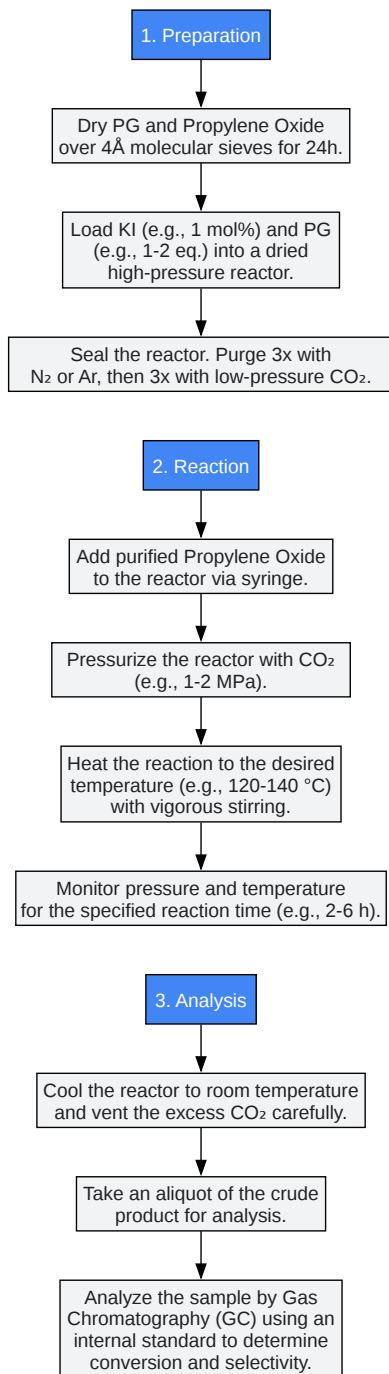 1. Preparation
Dry PG and Propylene Oxide
over 4Å molecular sieves for 24h.
Load KI (e.g., 1 mol%) and PG
(e.g., 1-2 eq.) into a dried
high-pressure reactor.
Seal the reactor. Purge 3x with
N₂ or Ar, then 3x with low-pressure CO₂.
2. Reaction
Add purified Propylene Oxide
to the reactor via syringe.
Pressurize the reactor with CO₂
(e.g., 1-2 MPa).
Heat the reaction to the desired
temperature (e.g., 120-140 °C)
with vigorous stirring.
Monitor pressure and temperature
for the specified reaction time (e.g., 2-6 h).
3. Analysis
Cool the reactor to room temperature
and vent the excess CO₂ carefully.
Take an aliquot of the crude
product for analysis.
Analyze the sample by Gas
Chromatography (GC) using an
internal standard to determine
conversion and selectivity.